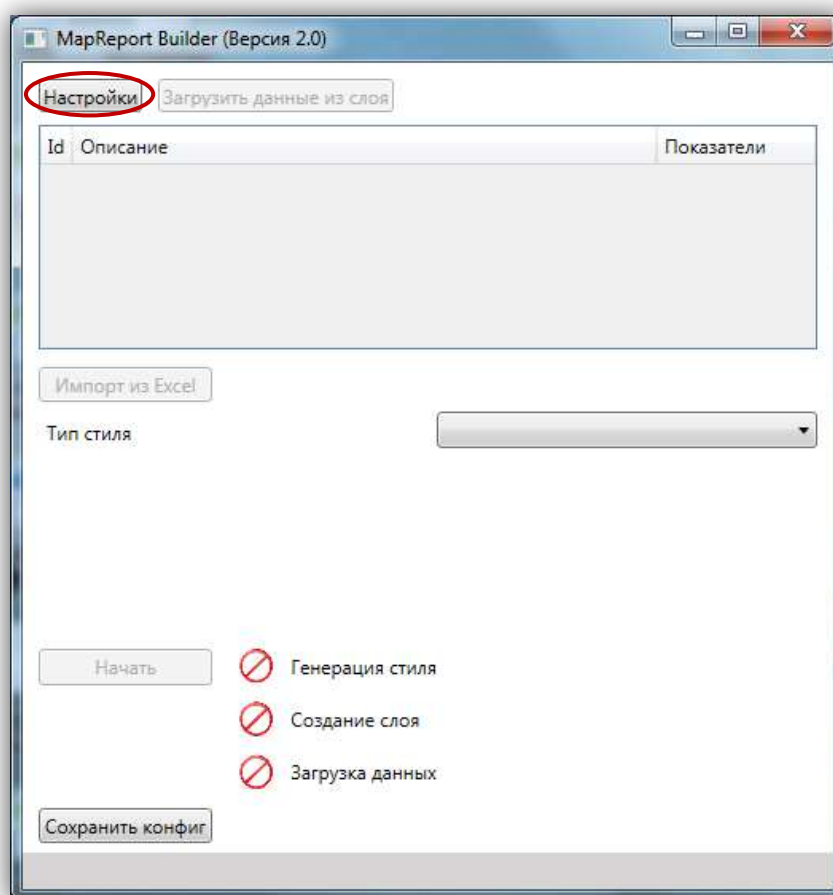 MapReport Builder (Версия 2.0)
Настройки Загрузить данные из слоя
Id Описание Показатели
Импорт из Excel
Тип стиля
Начать Генерация стиля
Создание слоя
Загрузка данных
Сохранить конфиг